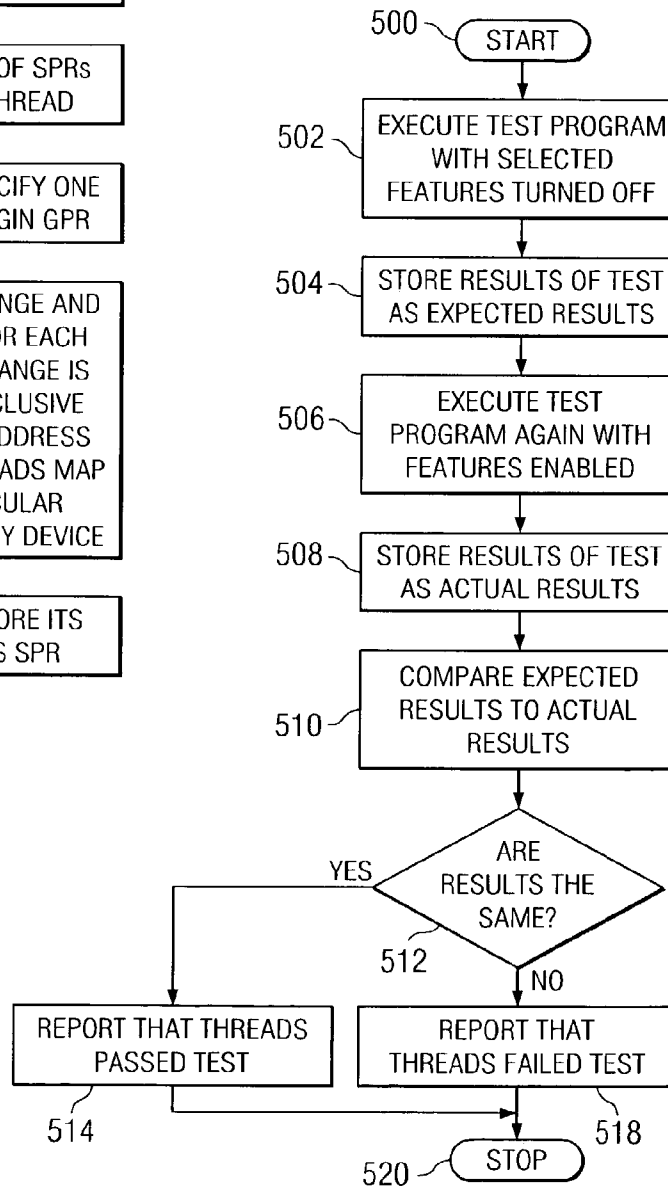 OF SPRs
HREAD
CIFY ONE
GIN GPR
NGE AND
OR EACH
ANGE IS
CLUSIVE
DDRESS
ADS MAP
CULAR
Y DEVICE
ORE ITS
S SPR
500
START
502
EXECUTE TEST PROGRAM
WITH SELECTED
FEATURES TURNED OFF
504
STORE RESULTS OF TEST
AS EXPECTED RESULTS
506
EXECUTE TEST
PROGRAM AGAIN WITH
FEATURES ENABLED
508
STORE RESULTS OF TEST
AS ACTUAL RESULTS
510
COMPARE EXPECTED
RESULTS TO ACTUAL
RESULTS
YES
ARE
RESULTS THE
SAME?
512
NO
REPORT THAT THREADS
PASSED TEST
514
REPORT THAT
THREADS FAILED TEST
518
520
STOP